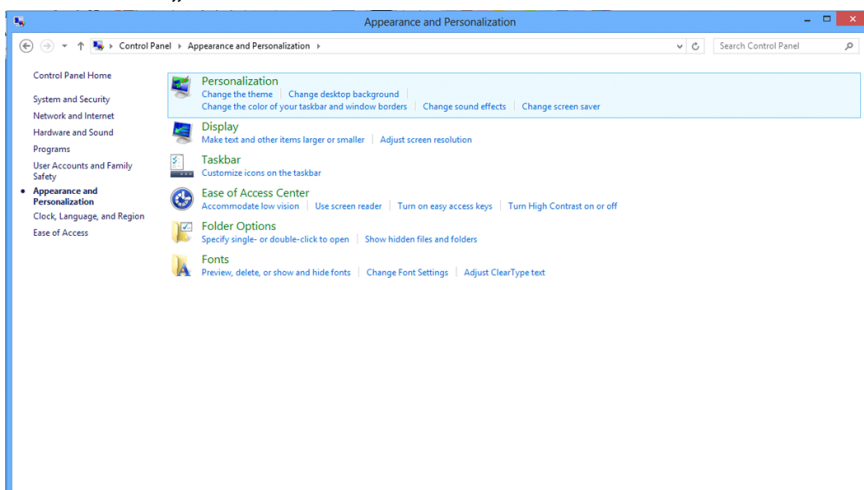 Appearance and Personalization
Control Panel Appearance and Personalization
Search Control Panel
Control Panel Home
System and Security
Network and Internet
Hardware and Sound
Programs
User Accounts and Family
Safety
Appearance and
Personalization
Clock, Language, and Region
Ease of Access
Personalization
Change the theme Change desktop background
Change the color of your taskbar and window borders Change sound effects Change screen saver
Display
Make text and other items larger or smaller Adjust screen resolution
Taskbar
Customize icons on the taskbar
Ease of Access Center
Accommodate low vision Use screen reader Turn on easy access keys Turn High Contrast on or off
Folder Options
Specify single- or double-click to open Show hidden files and folders
Fonts
Preview, delete, or show and hide fonts Change Font Settings Adjust ClearType text